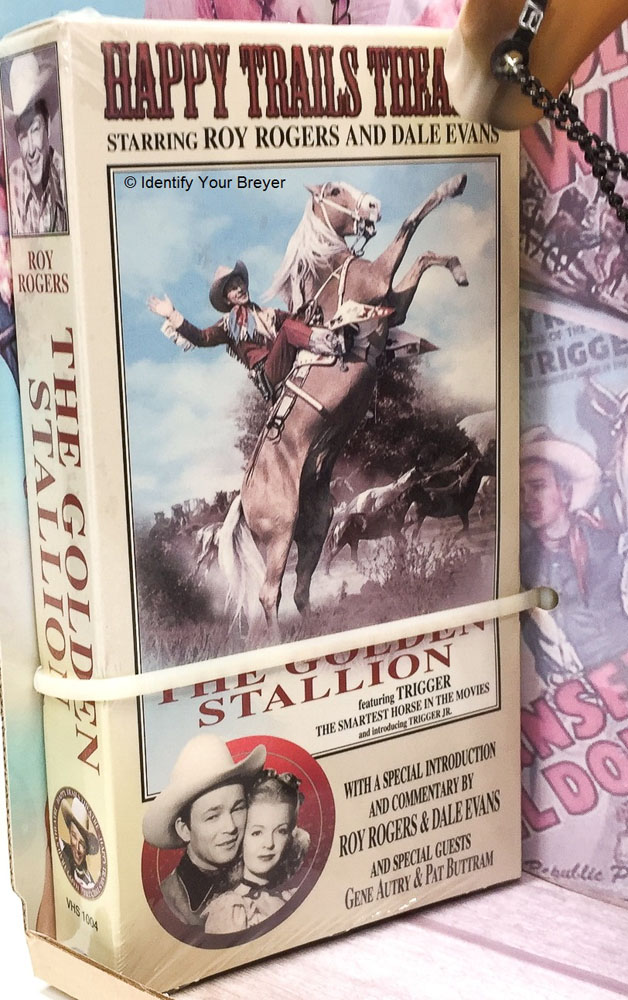 HAPPY TRAILS
STARRING ROY ROGERS AND DALE EVANS
© Identify Your Breyer
ROY
ROGERS
THE GOLDEN
STALLION
THE GOLDEN
STALLION
featuring TRIGGER
THE SMARTEST HORSE IN THE MOVIES
and introducing TRIGGER JR.
WITH A SPECIAL INTRODUCTION
AND COMMENTARY BY
ROY ROGERS & DALE EVANS
AND SPECIAL GUESTS
GENE AUTRY & PAT BUTTRAM
VHS 1004
TRIGGE
Republic P